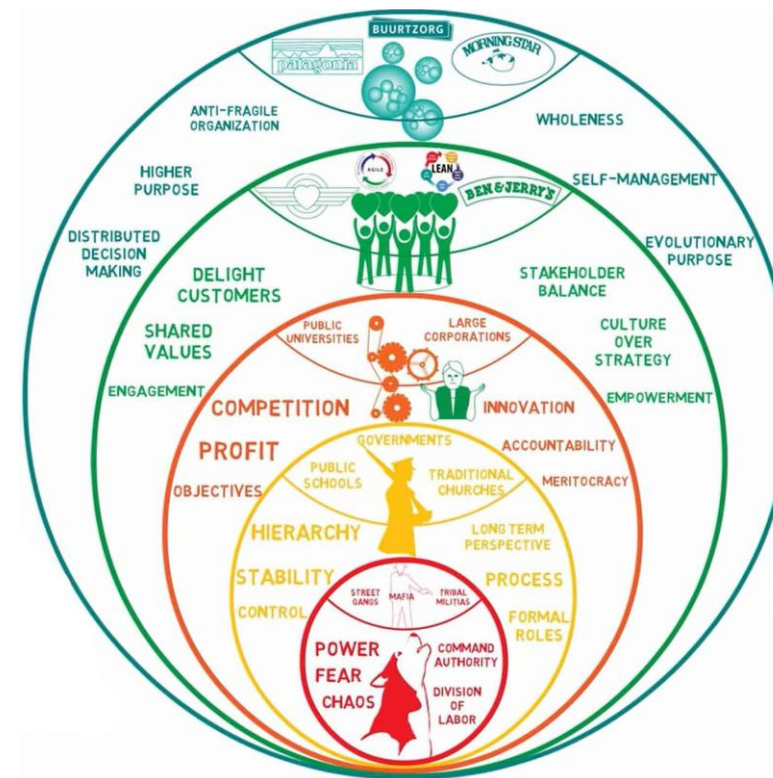 BUURTZORG
patagonia
MORNING STAR
ANTI-FRAGILE
ORGANIZATION
WHOLENESS
HIGHER
PURPOSE
SELF-MANAGEMENT
DISTRIBUTED
DECISION
MAKING
EVOLUTIONARY
PURPOSE
AGILE
LEAN
BEN & JERRY'S
DELIGHT
CUSTOMERS
STAKEHOLDER
BALANCE
SHARED
VALUES
CULTURE
OVER
STRATEGY
ENGAGEMENT
EMPOWERMENT
PUBLIC
UNIVERSITIES
LARGE
CORPORATIONS
COMPETITION
INNOVATION
PROFIT
ACCOUNTABILITY
OBJECTIVES
MERITOCRACY
GOVERNMENTS
PUBLIC
SCHOOLS
TRADITIONAL
CHURCHES
HIERARCHY
LONG TERM
PERSPECTIVE
STABILITY
PROCESS
CONTROL
FORMAL
ROLES
STREET
GANGS
MAFIA
TRIBAL
MILITIAS
POWER
FEAR
CHAOS
COMMAND
AUTHORITY
DIVISION
OF
LABOR